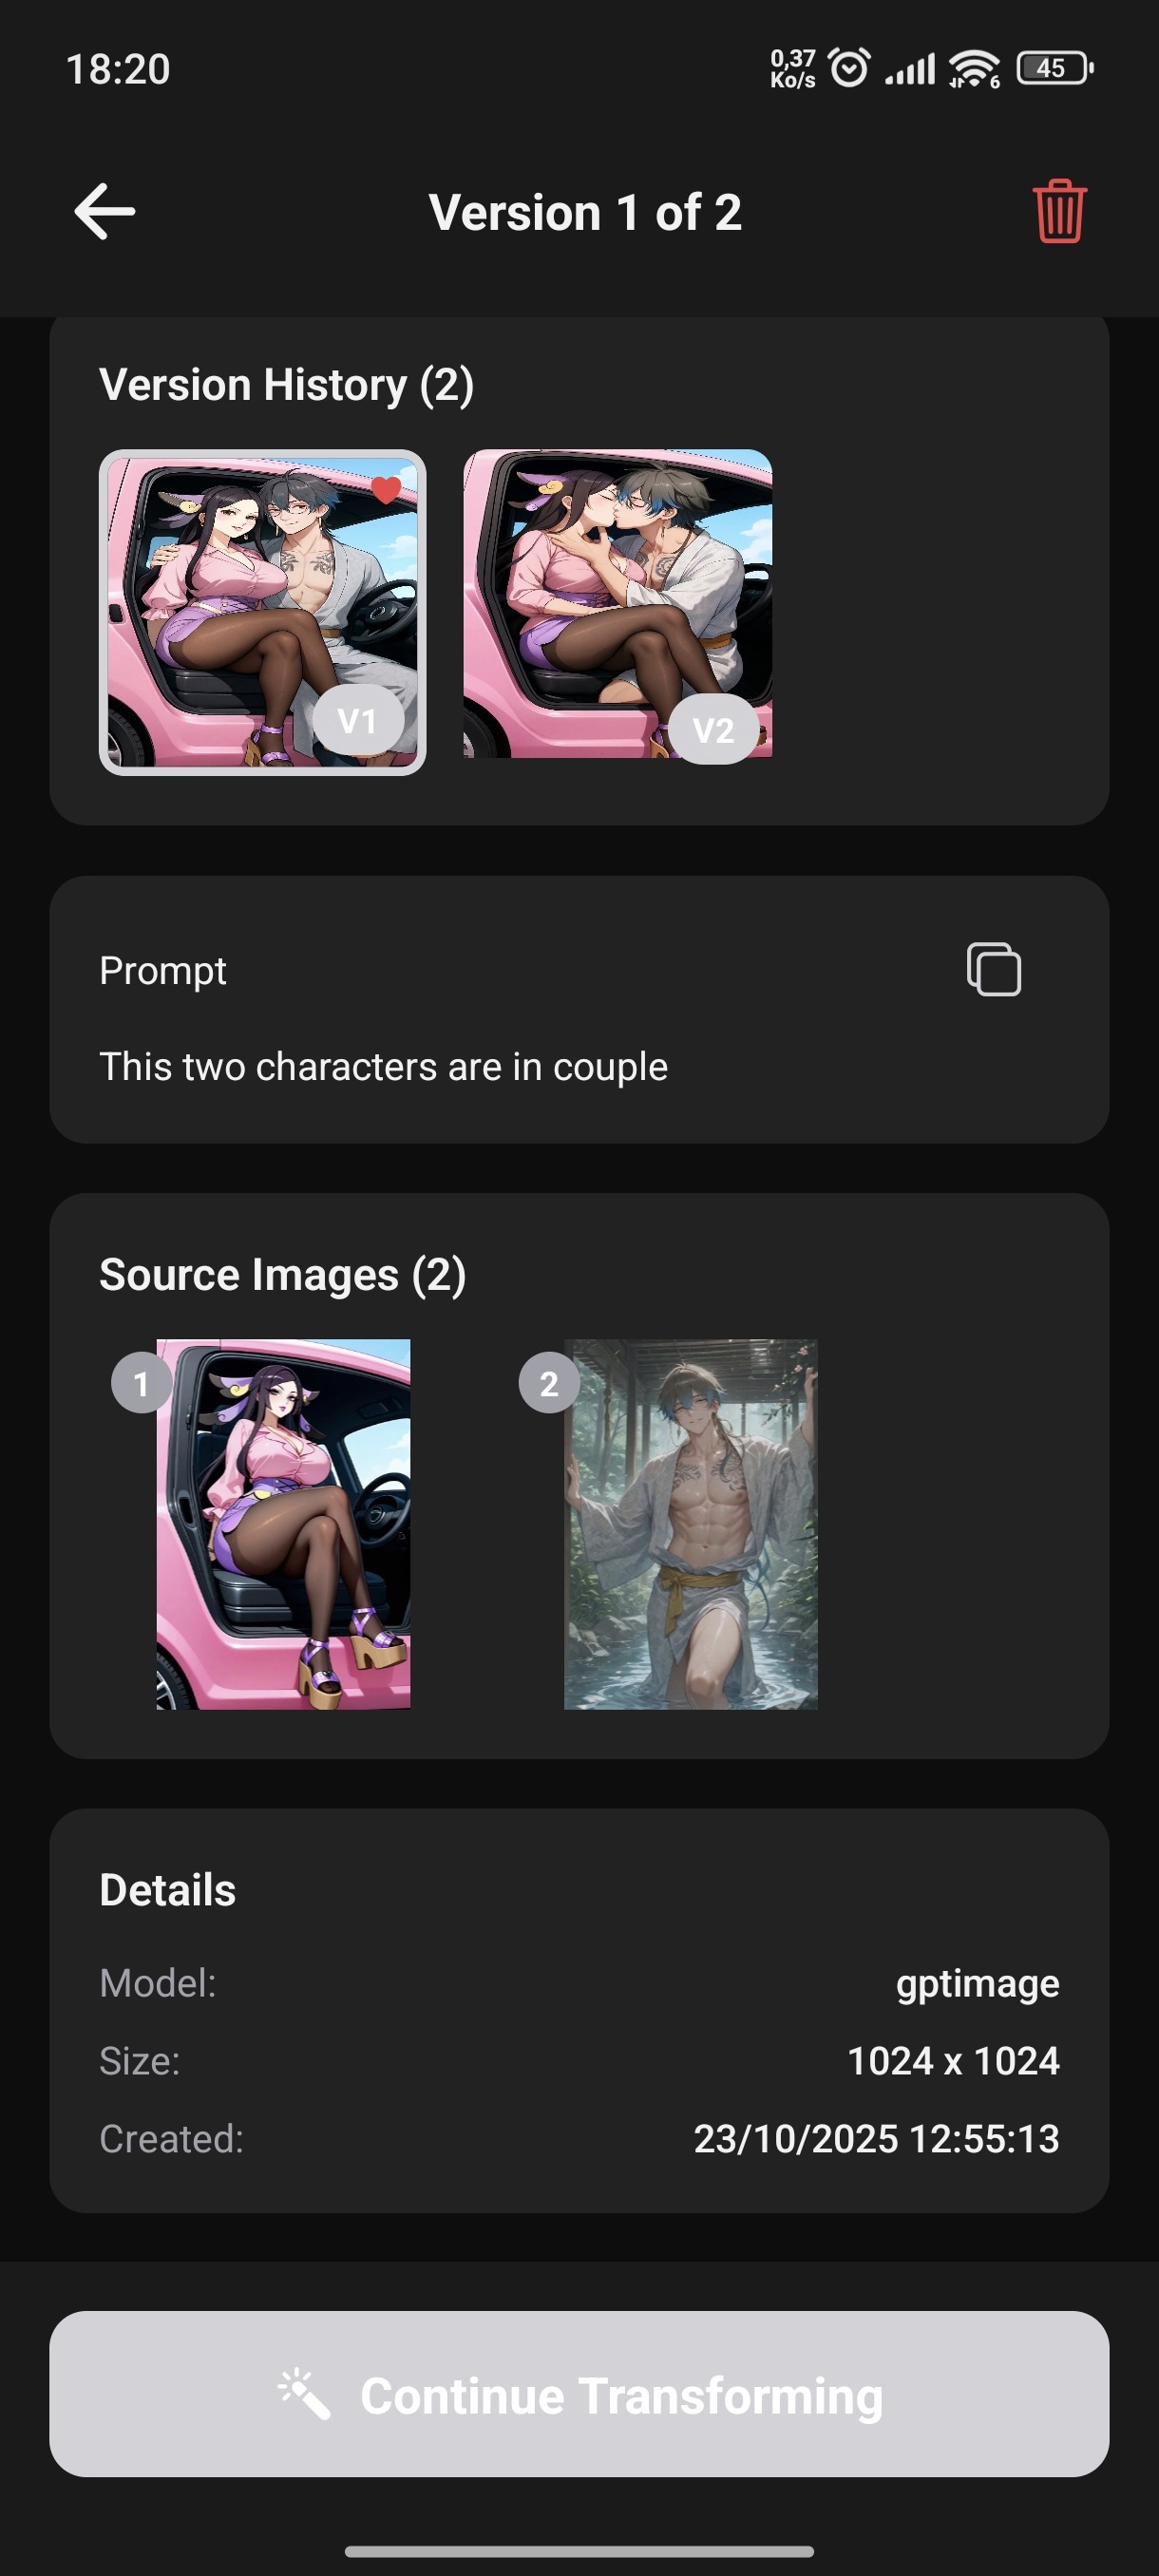 18:20
0,37
Ko/s
6
45
Version 1 of 2
Version History (2)
V1
V2
Prompt
This two characters are in couple
Source Images (2)
1
2
Details
Model: gptimage
Size: 1024 x 1024
Created: 23/10/2025 12:55:13
Continue Transforming